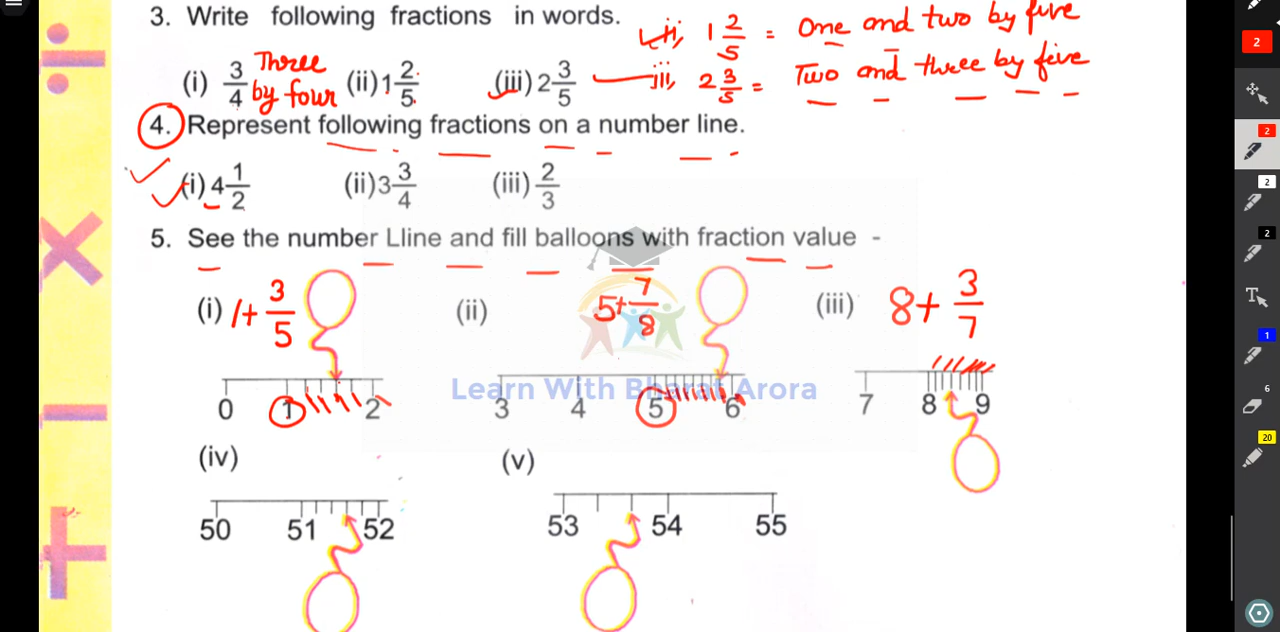 3. Write following fractions in words.
ii, 1 2/5 = One and two by five
(i) 3/4 Three by four (ii) 1 2/5 (iii) 2 3/5 iii, 2 3/5 = Two and three by five
4. Represent following fractions on a number line.
(i) 4 1/2 (ii) 3 3/4 (iii) 2/3
5. See the number Lline and fill balloons with fraction value -
(i) 1+ 3/5 (ii) 5+ 7/8 (iii) 8+ 3/7
Learn With Bharat Arora
0 1 2 3 4 5 6 7 8 9
(iv) (v)
50 51 52 53 54 55
2
2
2
2
1
6
20